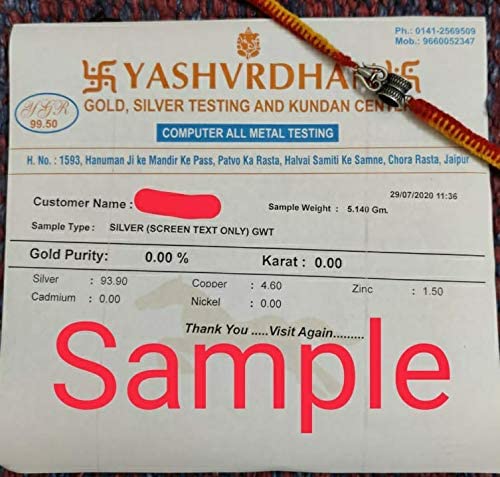 Ph.: 0141-2569509
Mob.: 9660052347
YASHVRDHAN
GOLD, SILVER TESTING AND KUNDAN CENTER
YGR
99.50
COMPUTER ALL METAL TESTING
H. No. : 1593, Hanuman Ji ke Mandir Ke Pass, Patvo Ka Rasta, Halvai Samiti Ke Samne, Chora Rasta, Jaipur
29/07/2020 11:36
Customer Name :
Sample Weight : 5.140 Gm.
Sample Type : SILVER (SCREEN TEXT ONLY) GWT
Gold Purity: 0.00 % Karat : 0.00
Silver : 93.90 Copper : 4.60 Zinc : 1.50
Cadmium : 0.00 Nickel : 0.00
Thank You .....Visit Again.........
Sample